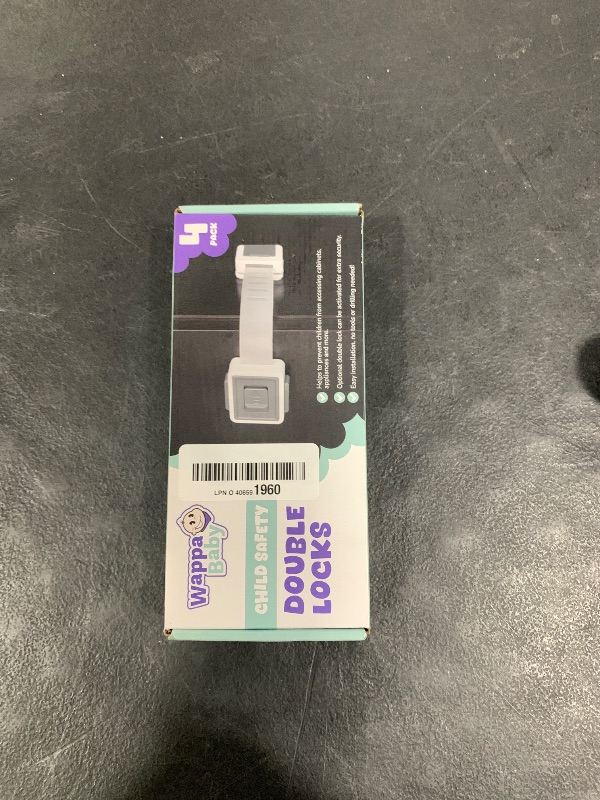 Wappa
Baby
CHILD SAFETY
DOUBLE
LOCKS
LPN O 40659 1960
Helps to prevent children from accessing cabinets,
appliances and more.
Optional double lock can be activated for extra security.
Easy installation, no tools or drilling needed!
4
PACK